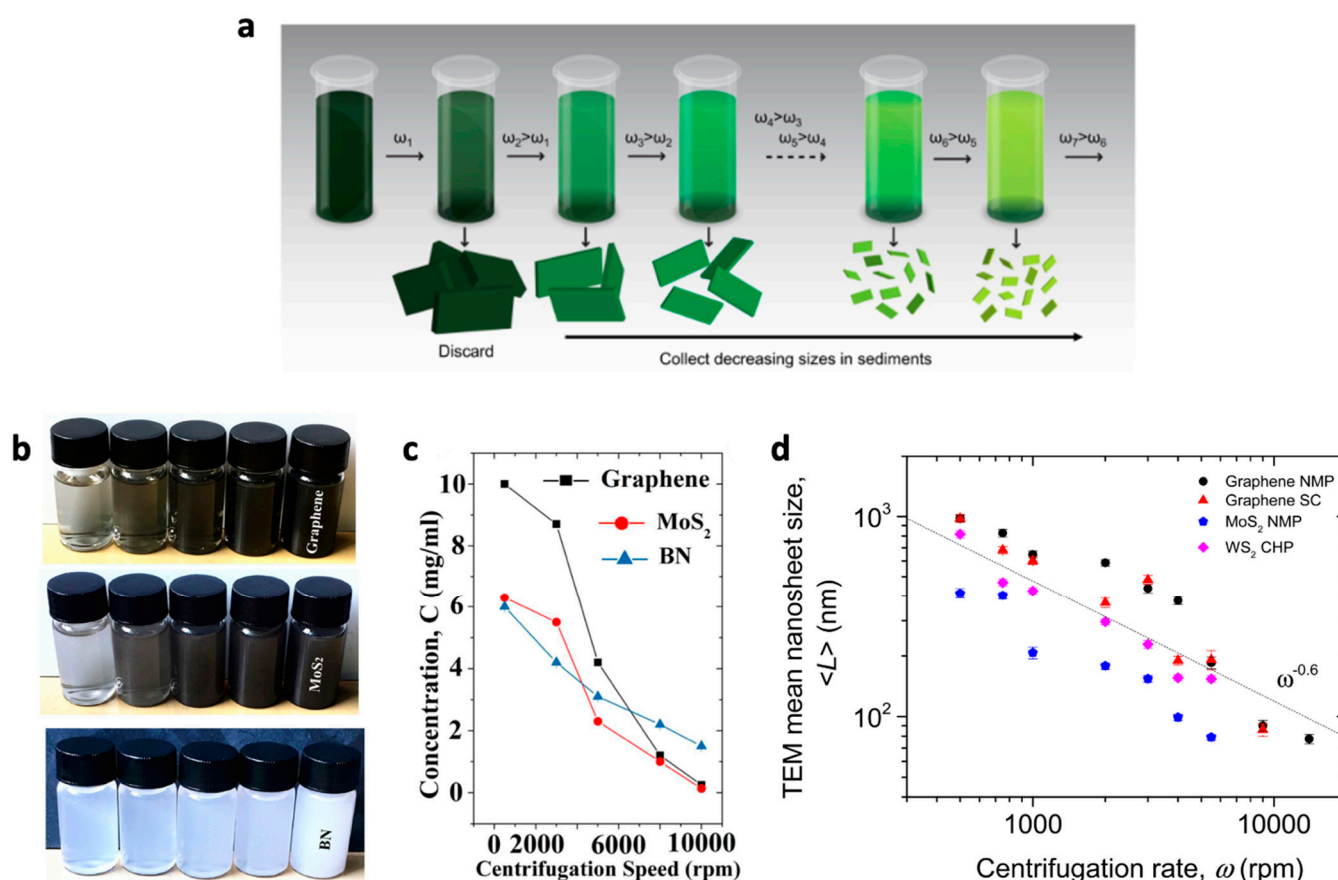 a
ω₁
ω₂>ω₁
ω₃>ω₂
ω₄>ω₃
ω₅>ω₄
ω₆>ω₅
ω₇>ω₆
Discard
Collect decreasing sizes in sediments
b
Graphene
MoS₂
BN
c
Concentration, C (mg/ml)
10
8
6
4
2
0
Graphene
MoS₂
BN
0 2000 6000 10000
Centrifugation Speed (rpm)
d
TEM mean nanosheet size,
<L> (nm)
10³
10²
Graphene NMP
Graphene SC
MoS₂ NMP
WS₂ CHP
ω⁻⁰·⁶
1000 10000
Centrifugation rate, ω (rpm)